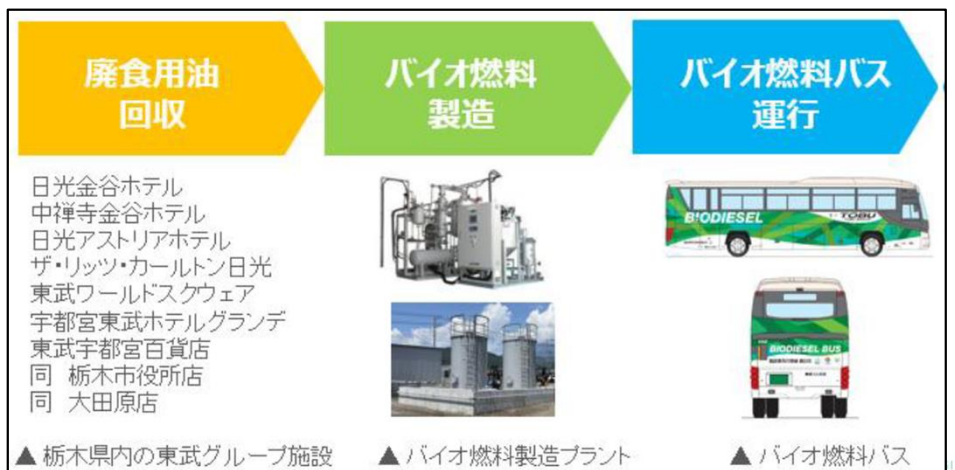 廃食用油
回収
バイオ燃料
製造
バイオ燃料バス
運行
日光金谷ホテル
中禅寺金谷ホテル
日光アストリアホテル
ザ・リッツ・カールトン日光
東武ワールドスクウェア
宇都宮東武ホテルグランデ
東武宇都宮百貨店
同　栃木市役所店
同　大田原店
BIODIESEL
TOBU
BIODIESEL BUS
▲ 栃木県内の東武グループ施設
▲ バイオ燃料製造プラント
▲ バイオ燃料バス